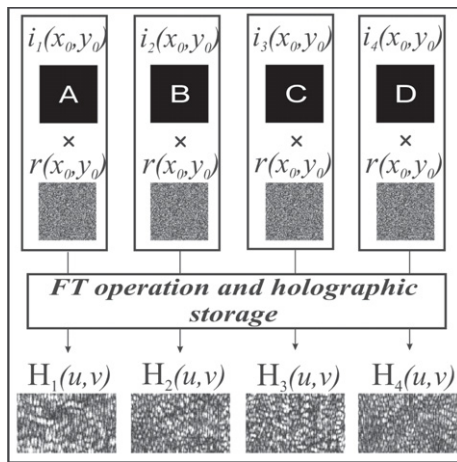 i₁(x₀,y₀) i₂(x₀,y₀) i₃(x₀,y₀) i₄(x₀,y₀)
A B C D
× × × ×
r(x₀,y₀) r(x₀,y₀) r(x₀,y₀) r(x₀,y₀)
FT operation and holographic
storage
H₁(u,v) H₂(u,v) H₃(u,v) H₄(u,v)